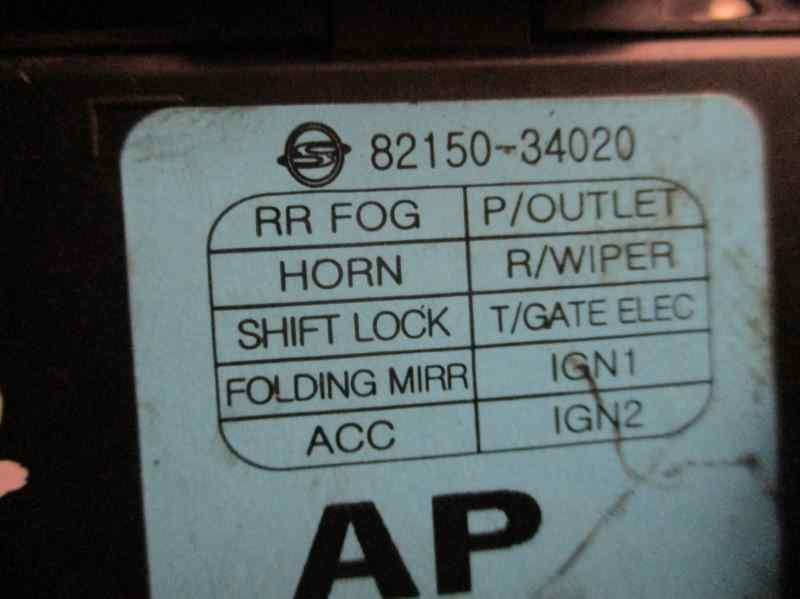 82150-34020
RR FOG P/OUTLET
HORN R/WIPER
SHIFT LOCK T/GATE ELEC
FOLDING MIRR IGN1
ACC IGN2
AP